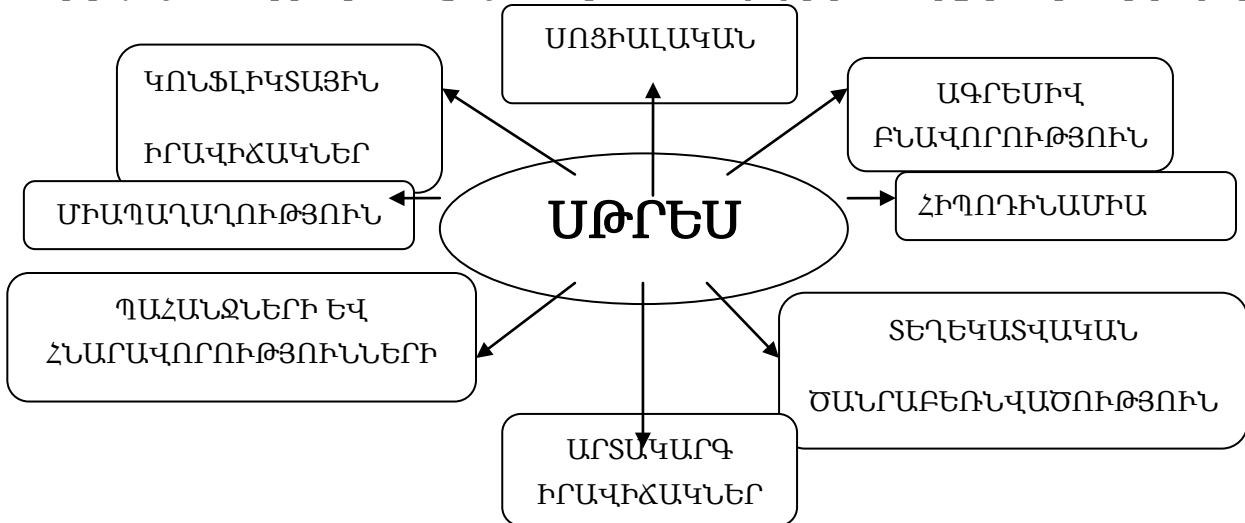 ՍՈՑԻԱԼԱԿԱՆ
ԿՈՆՖԼԻԿՏԱՅԻՆ
ԻՐԱՎԻՃԱԿՆԵՐ
ԱԳՐԵՍԻՎ
ԲՆԱՎՈՐՈՒԹՅՈՒՆ
ՄԻԱՊԱՂԱՂՈՒԹՅՈՒՆ
ՍԹՐԵՍ
ՀԻՊՈԴԻՆԱՄԻԱ
ՊԱՀԱՆՋՆԵՐԻ ԵՎ
ՀՆԱՐԱՎՈՐՈՒԹՅՈՒՆՆԵՐԻ
ՏԵՂԵԿԱՏՎԱԿԱՆ
ԾԱՆՐԱԲԵՌՆՎԱԾՈՒԹՅՈՒՆ
ԱՐՏԱԿԱՐԳ
ԻՐԱՎԻՃԱԿՆԵՐ